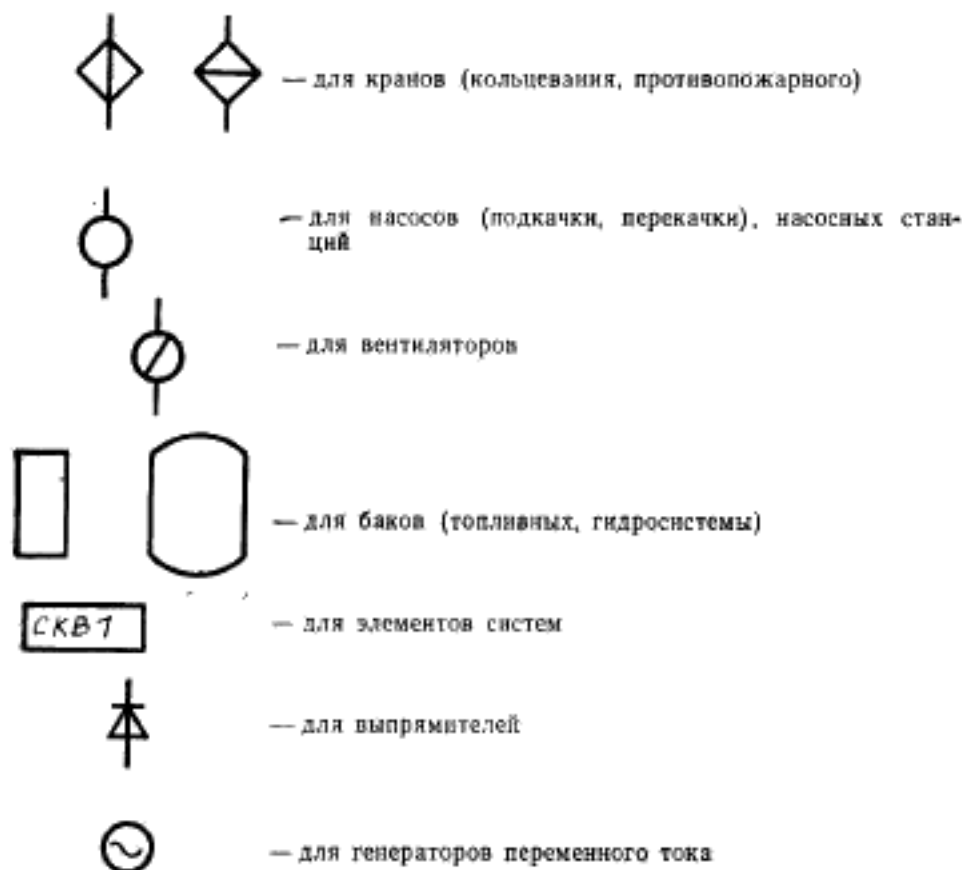 — для кранов (кольцевания, противопожарного)
— для насосов (подкачки, перекачки), насосных стан-
ций
— для вентиляторов
— для баков (топливных, гидросистемы)
СКВ1
— для элементов систем
— для выпрямителей
— для генераторов переменного тока